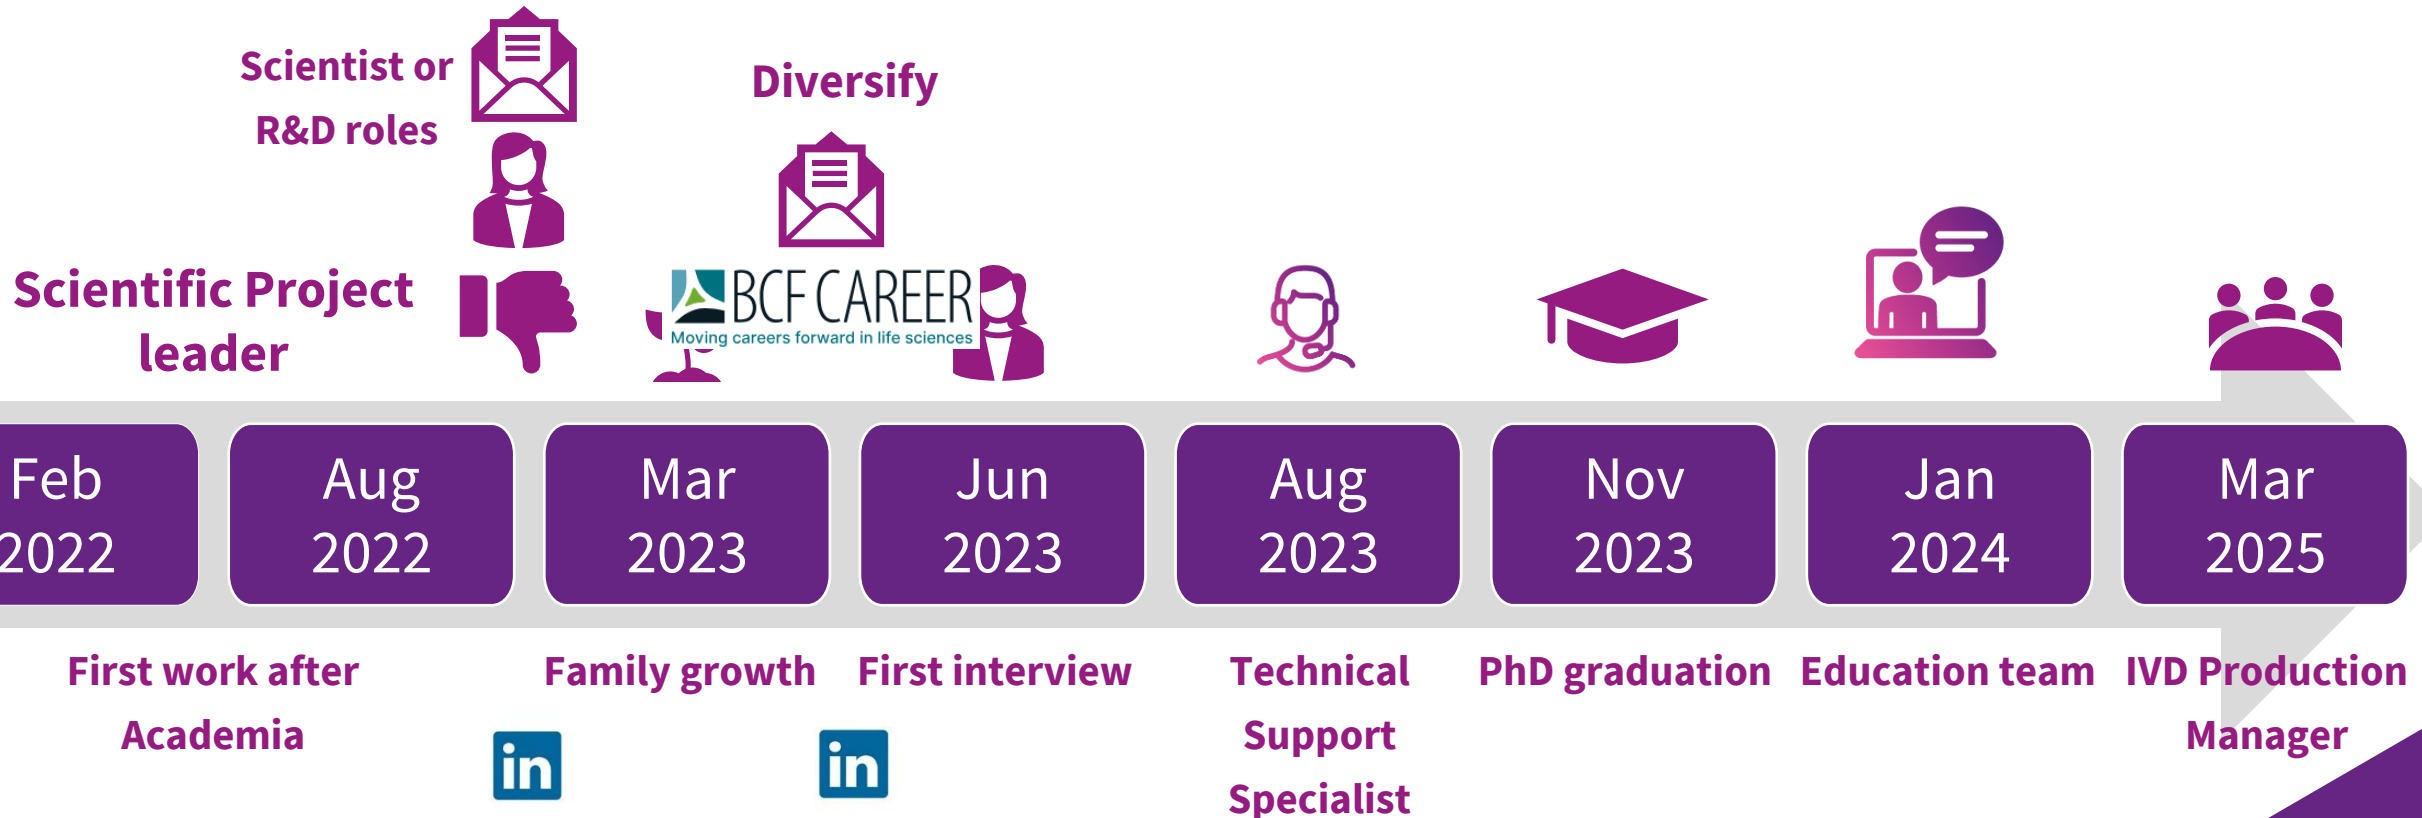 Scientist or
R&D roles
Diversify
Scientific Project
leader
BCF CAREER
Moving careers forward in life sciences
Feb
2022
Aug
2022
Mar
2023
Jun
2023
Aug
2023
Nov
2023
Jan
2024
Mar
2025
First work after
Academia
Family growth
First interview
Technical
Support
Specialist
PhD graduation
Education team
IVD Production
Manager
in
in